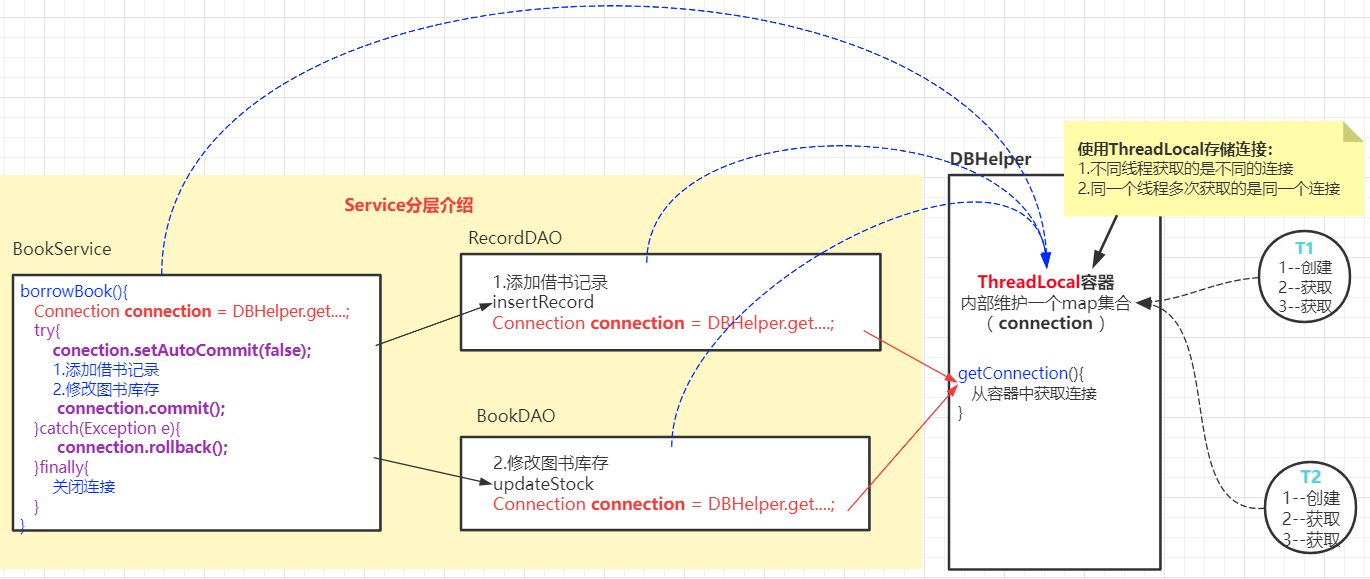 Service分层介绍
BookService
borrowBook(){
Connection connection = DBHelper.get....;
try{
conection.setAutoCommit(false);
1.添加借书记录
2.修改图书库存
connection.commit();
}catch(Exception e){
connection.rollback();
}finally{
关闭连接
}
}
RecordDAO
1.添加借书记录
insertRecord
Connection connection = DBHelper.get....;
BookDAO
2.修改图书库存
updateStock
Connection connection = DBHelper.get....;
DBHelper
使用ThreadLocal存储连接:
1.不同线程获取的是不同的连接
2.同一个线程多次获取的是同一个连接
ThreadLocal容器
内部维护一个map集合
（ connection ）
getConnection(){
从容器中获取连接
}
T1
1--创建
2--获取
3--获取
T2
1--创建
2--获取
3--获取